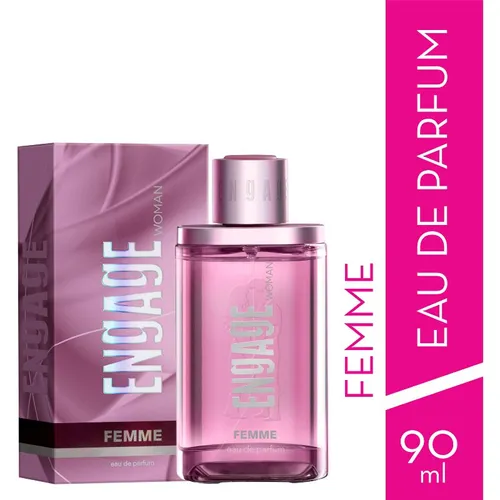 ENGAGE
WOMAN
FEMME
eau de parfum
ENGAGE
ENGAGE
WOMAN
FEMME
eau de parfum
FEMME
EAU DE PARFUM
90
ml